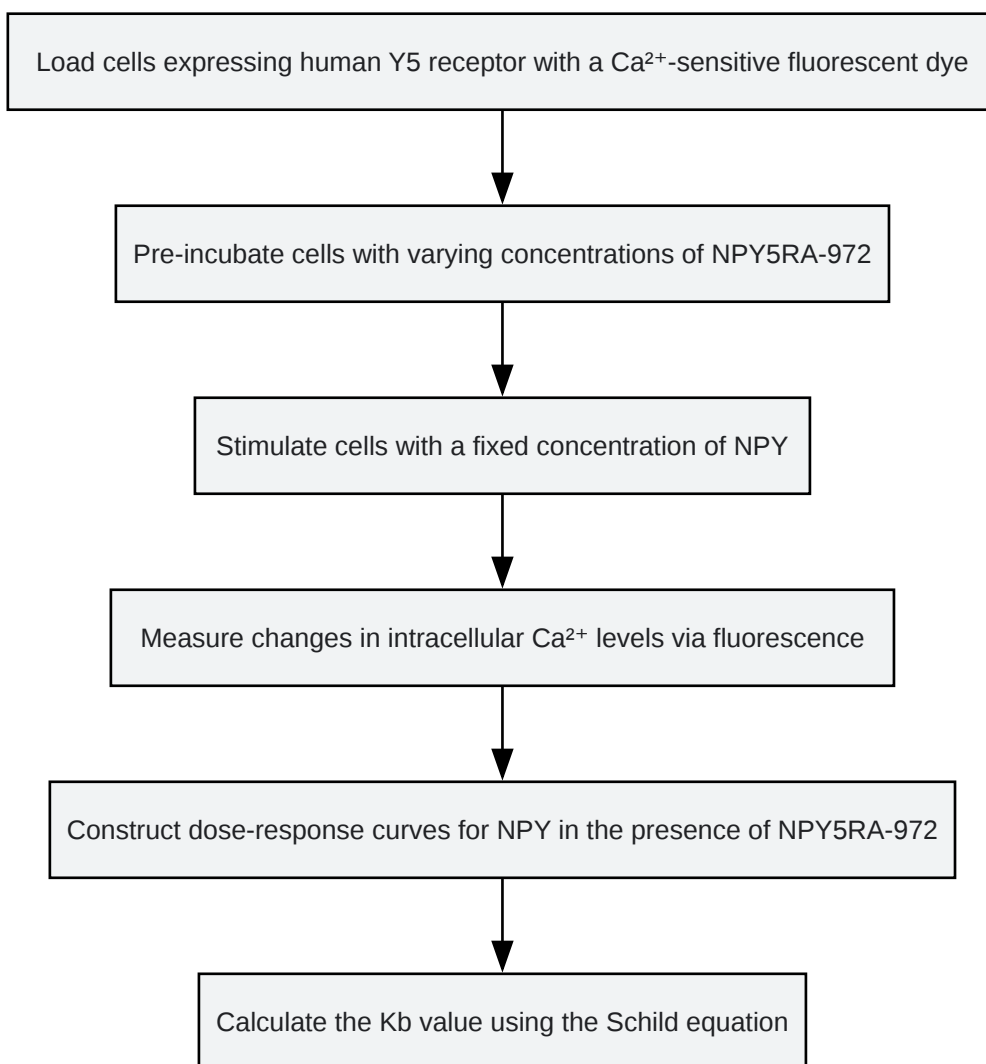 Load cells expressing human Y5 receptor with a Ca²⁺-sensitive fluorescent dye
Pre-incubate cells with varying concentrations of NPY5RA-972
Stimulate cells with a fixed concentration of NPY
Measure changes in intracellular Ca²⁺ levels via fluorescence
Construct dose-response curves for NPY in the presence of NPY5RA-972
Calculate the Kb value using the Schild equation